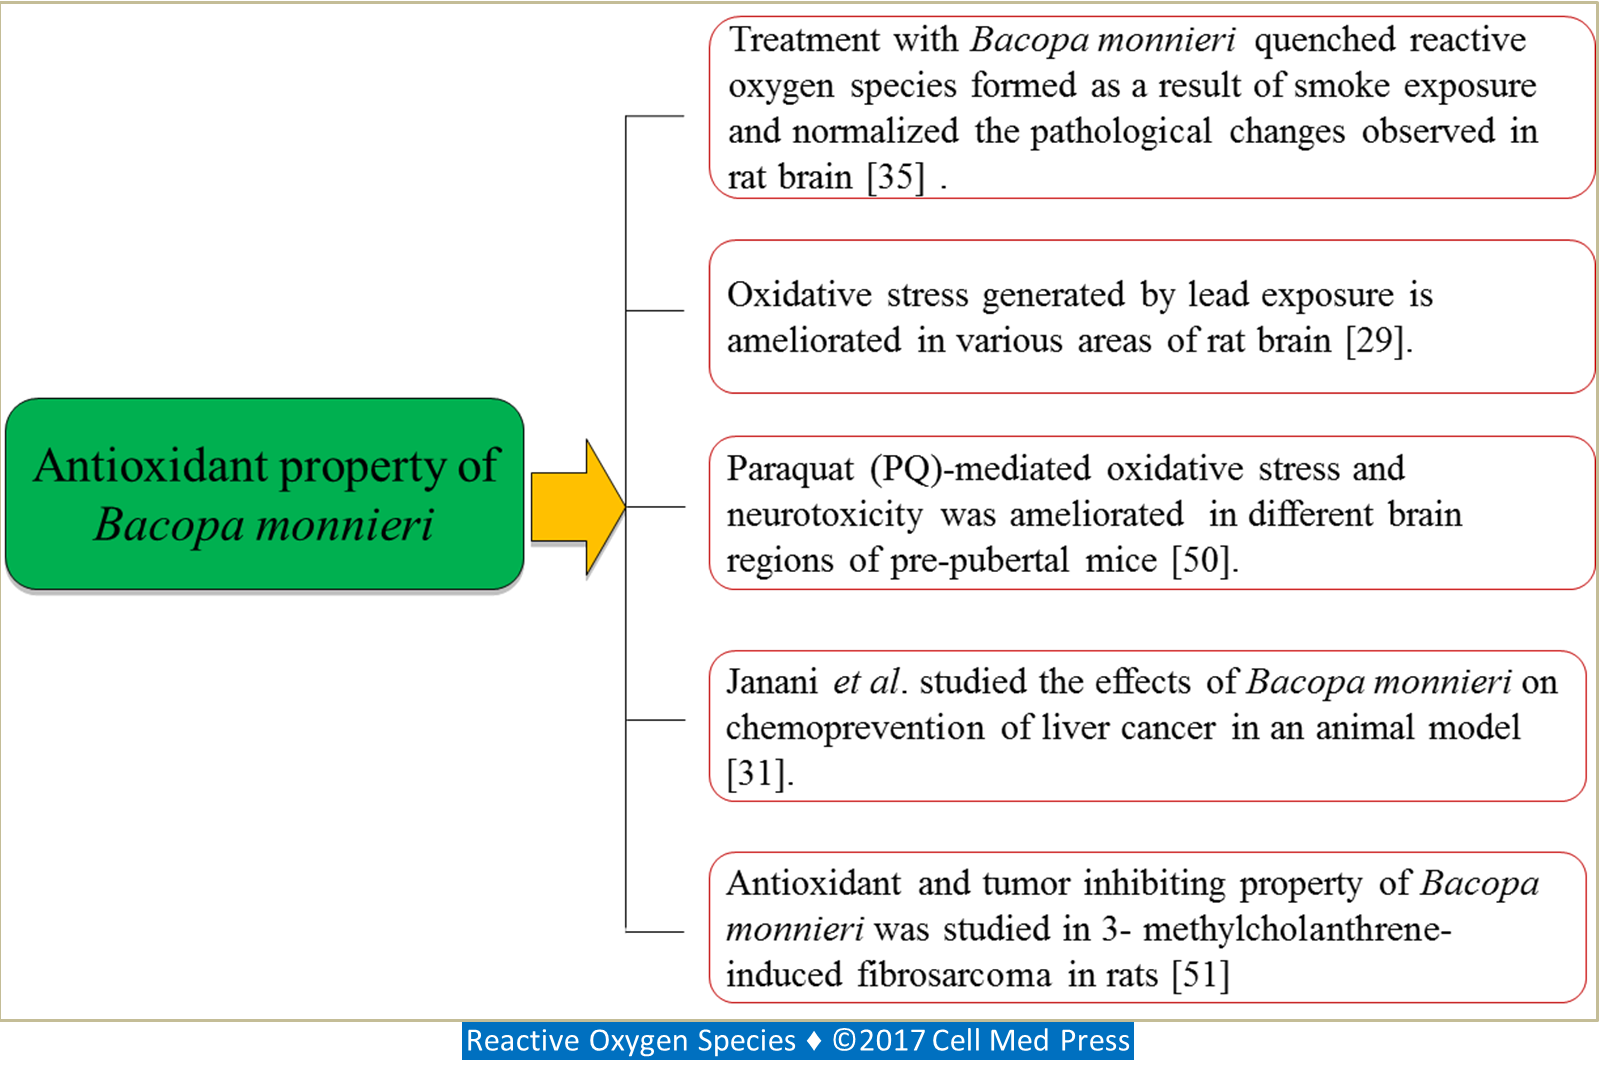 Treatment with Bacopa monnieri quenched reactive
oxygen species formed as a result of smoke exposure
and normalized the pathological changes observed in
rat brain [35] .
Oxidative stress generated by lead exposure is
ameliorated in various areas of rat brain [29].
Antioxidant property of
Bacopa monnieri
Paraquat (PQ)-mediated oxidative stress and
neurotoxicity was ameliorated in different brain
regions of pre-pubertal mice [50].
Janani et al. studied the effects of Bacopa monnieri on
chemoprevention of liver cancer in an animal model
[31].
Antioxidant and tumor inhibiting property of Bacopa
monnieri was studied in 3- methylcholanthrene-
induced fibrosarcoma in rats [51]
Reactive Oxygen Species ♦ ©2017 Cell Med Press